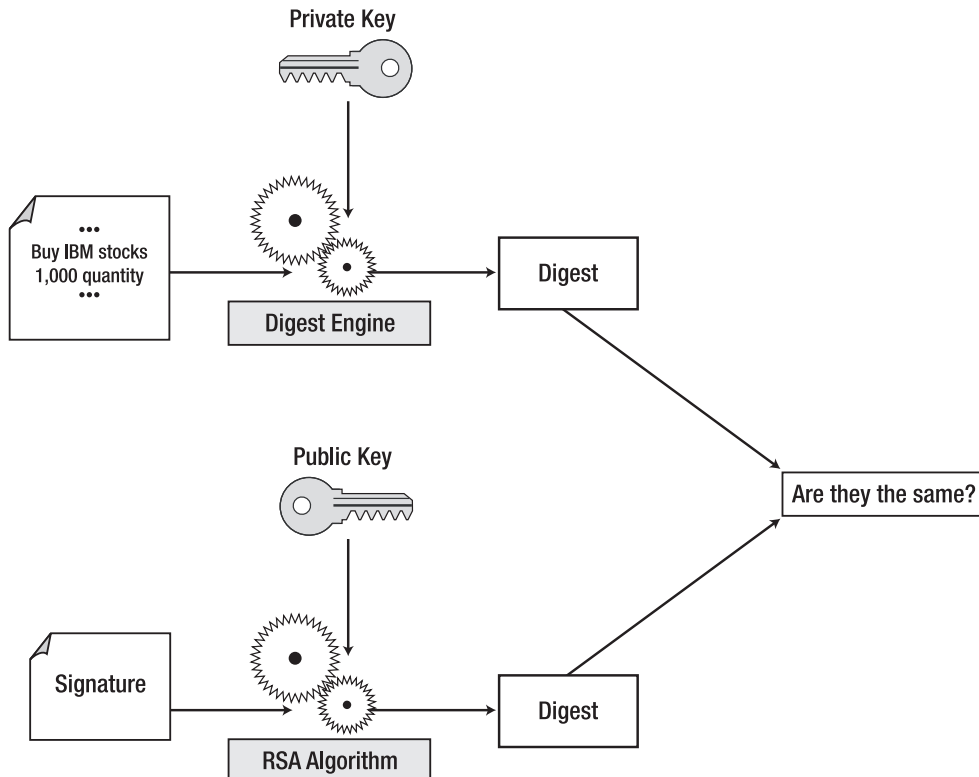 Private Key
•••
Buy IBM stocks
1,000 quantity
•••
Digest Engine
Digest
Public Key
Are they the same?
Signature
RSA Algorithm
Digest